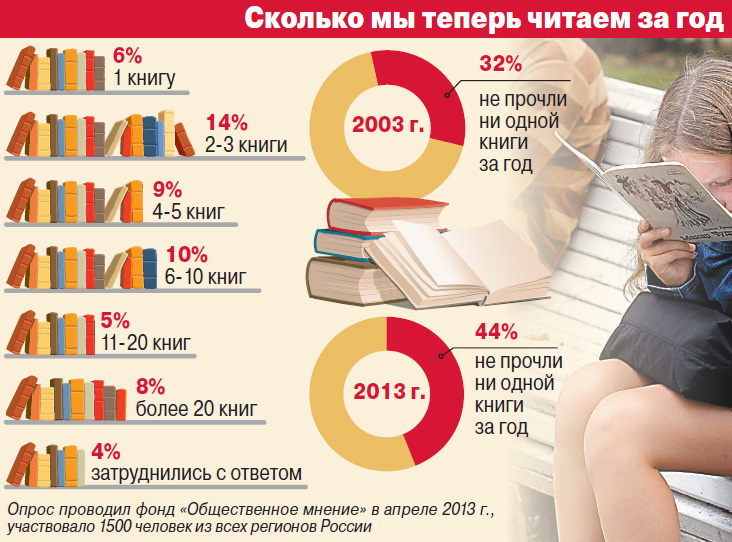 Сколько мы теперь читаем за год
6%
1 книгу
14%
2-3 книги
9%
4-5 книг
10%
6-10 книг
5%
11-20 книг
8%
более 20 книг
4%
затруднились с ответом
2003 г.
32%
не прочли
ни одной
книги
за год
2013 г.
44%
не прочли
ни одной
книги
за год
Опрос проводил фонд «Общественное мнение» в апреле 2013 г.,
участвовало 1500 человек из всех регионов России